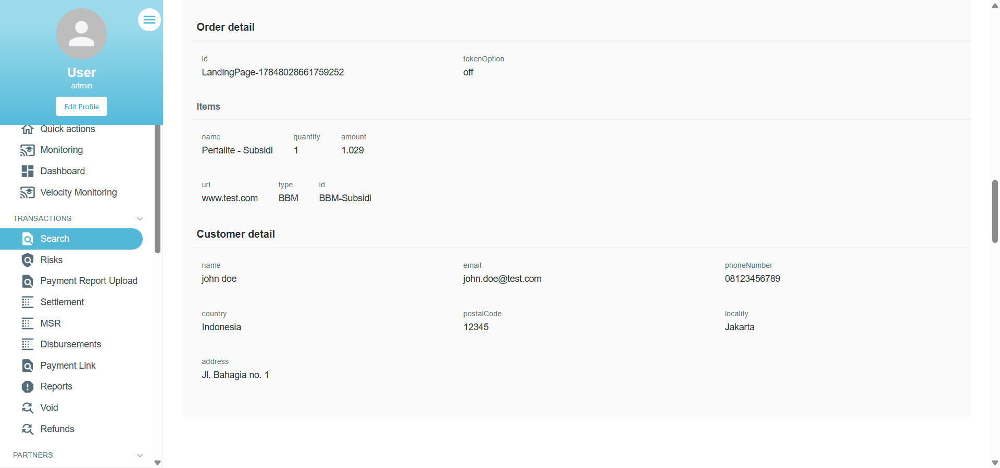 User
admin
Edit Profile
Quick actions
Monitoring
Dashboard
Velocity Monitoring
TRANSACTIONS
Search
Risks
Payment Report Upload
Settlement
MSR
Disbursements
Payment Link
Reports
Void
Refunds
PARTNERS
Order detail
id tokenOption
LandingPage-17848028661759252 off
Items
name quantity amount
Pertalite - Subsidi 1 1.029
url type id
www.test.com BBM BBM-Subsidi
Customer detail
name email phoneNumber
john doe john.doe@test.com 08123456789
country postalCode locality
Indonesia 12345 Jakarta
address
Jl. Bahagia no. 1